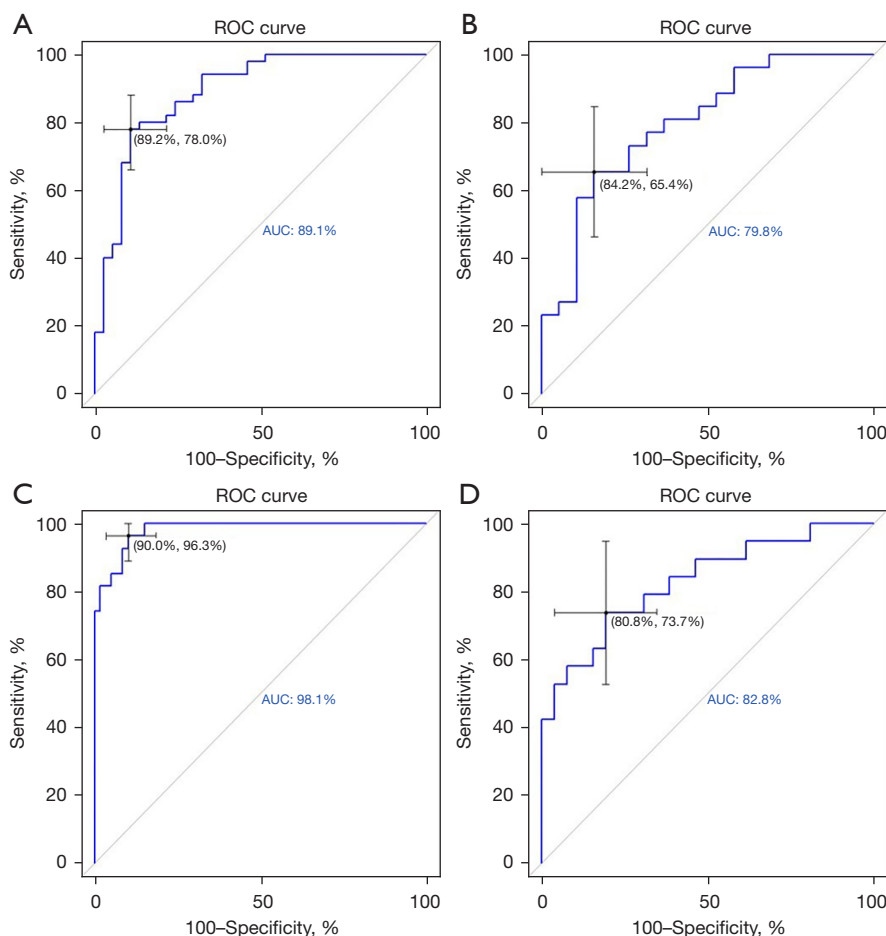 A
ROC curve
100
80
60
40
20
0
Sensitivity, %
(89.2%, 78.0%)
AUC: 89.1%
0 50 100
100–Specificity, %
B
ROC curve
100
80
60
40
20
0
Sensitivity, %
(84.2%, 65.4%)
AUC: 79.8%
0 50 100
100–Specificity, %
C
ROC curve
100
80
60
40
20
0
Sensitivity, %
(90.0%, 96.3%)
AUC: 98.1%
0 50 100
100–Specificity, %
D
ROC curve
100
80
60
40
20
0
Sensitivity, %
(80.8%, 73.7%)
AUC: 82.8%
0 50 100
100–Specificity, %